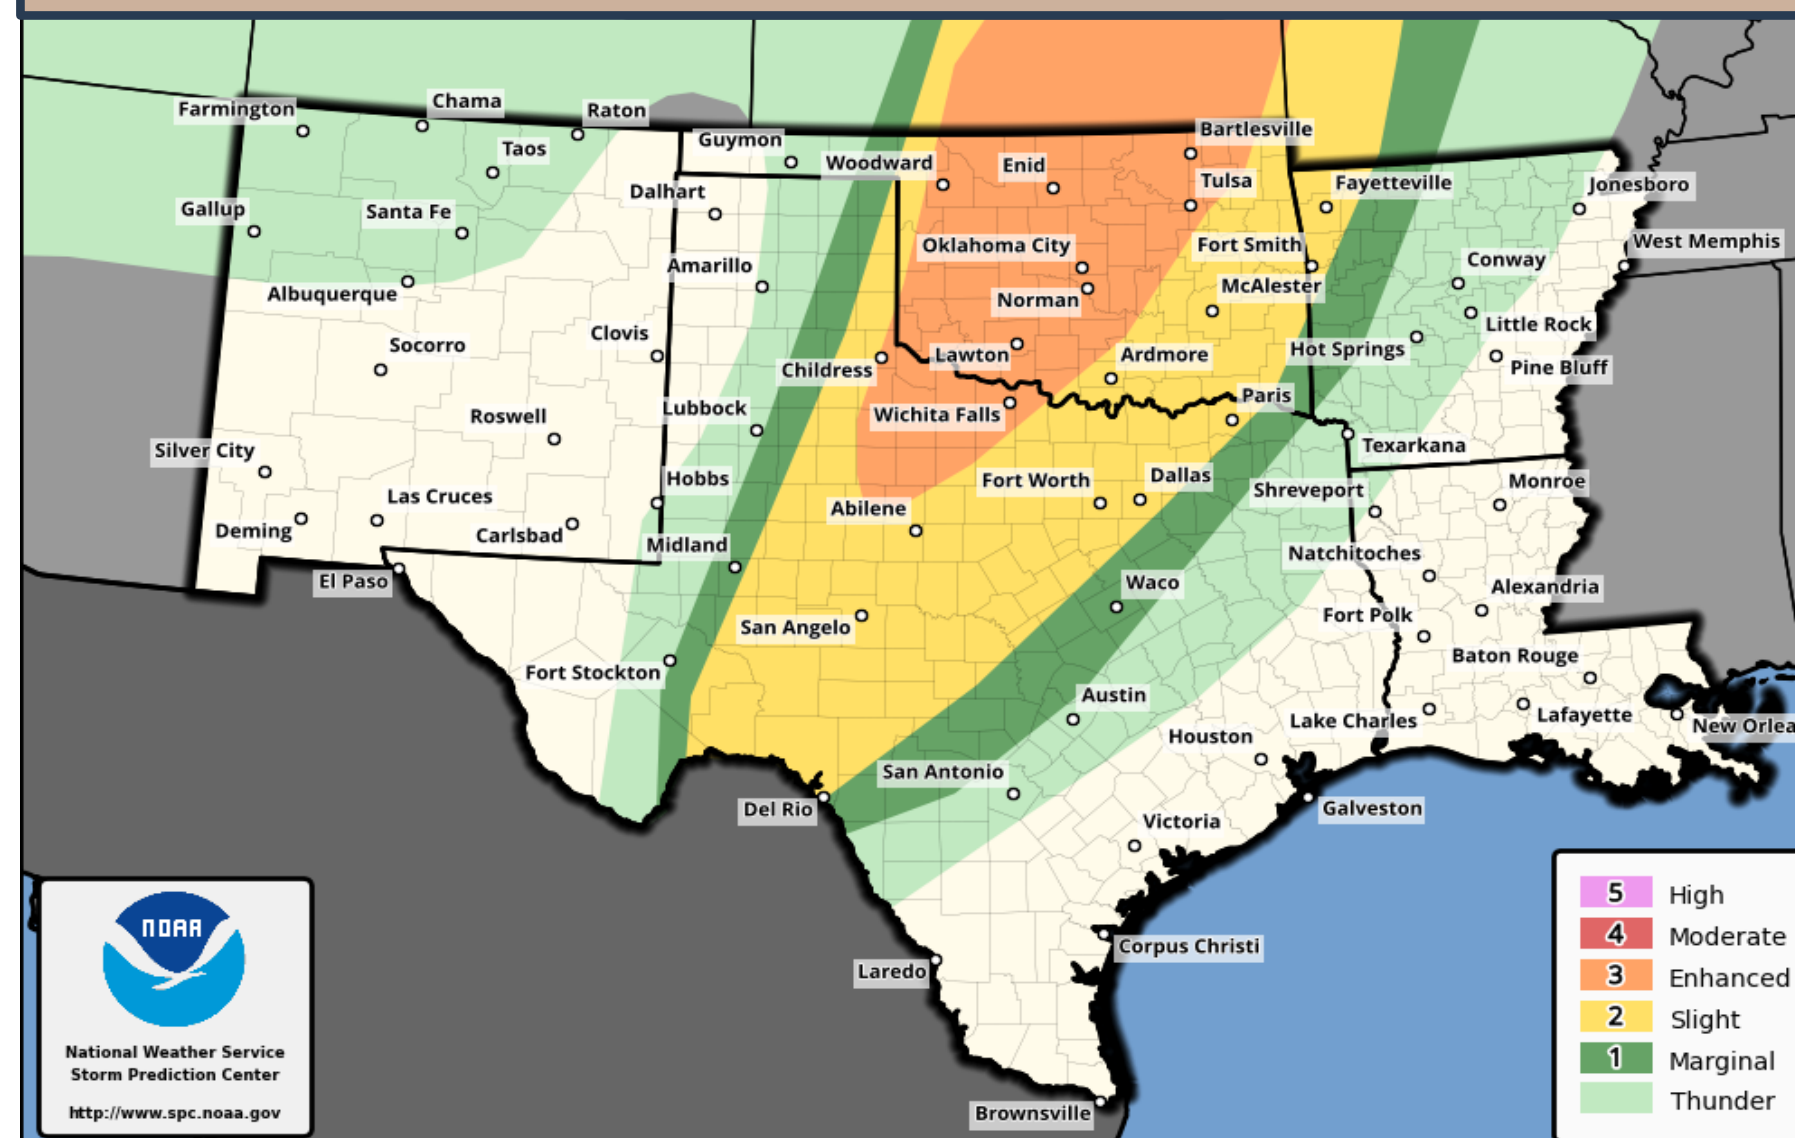 Farmington
Chama
Raton
Taos
Guymon
Woodward
Enid
Bartlesville
Dalhart
Tulsa
Fayetteville
Jonesboro
Gallup
Santa Fe
Oklahoma City
Fort Smith
West Memphis
Amarillo
Conway
Albuquerque
Norman
McAlester
Little Rock
Socorro
Clovis
Childress
Lawton
Ardmore
Hot Springs
Pine Bluff
Roswell
Lubbock
Wichita Falls
Paris
Texarkana
Silver City
Hobbs
Fort Worth
Dallas
Shreveport
Monroe
Las Cruces
Deming
Carlsbad
Abilene
Midland
Natchitoches
El Paso
Waco
Alexandria
San Angelo
Fort Polk
Fort Stockton
Baton Rouge
Austin
Lake Charles
Lafayette
New Orlea
Houston
San Antonio
Del Rio
Galveston
Victoria
Corpus Christi
Laredo
Brownsville
NOAA
National Weather Service
Storm Prediction Center
http://www.spc.noaa.gov
5 High
4 Moderate
3 Enhanced
2 Slight
1 Marginal
Thunder